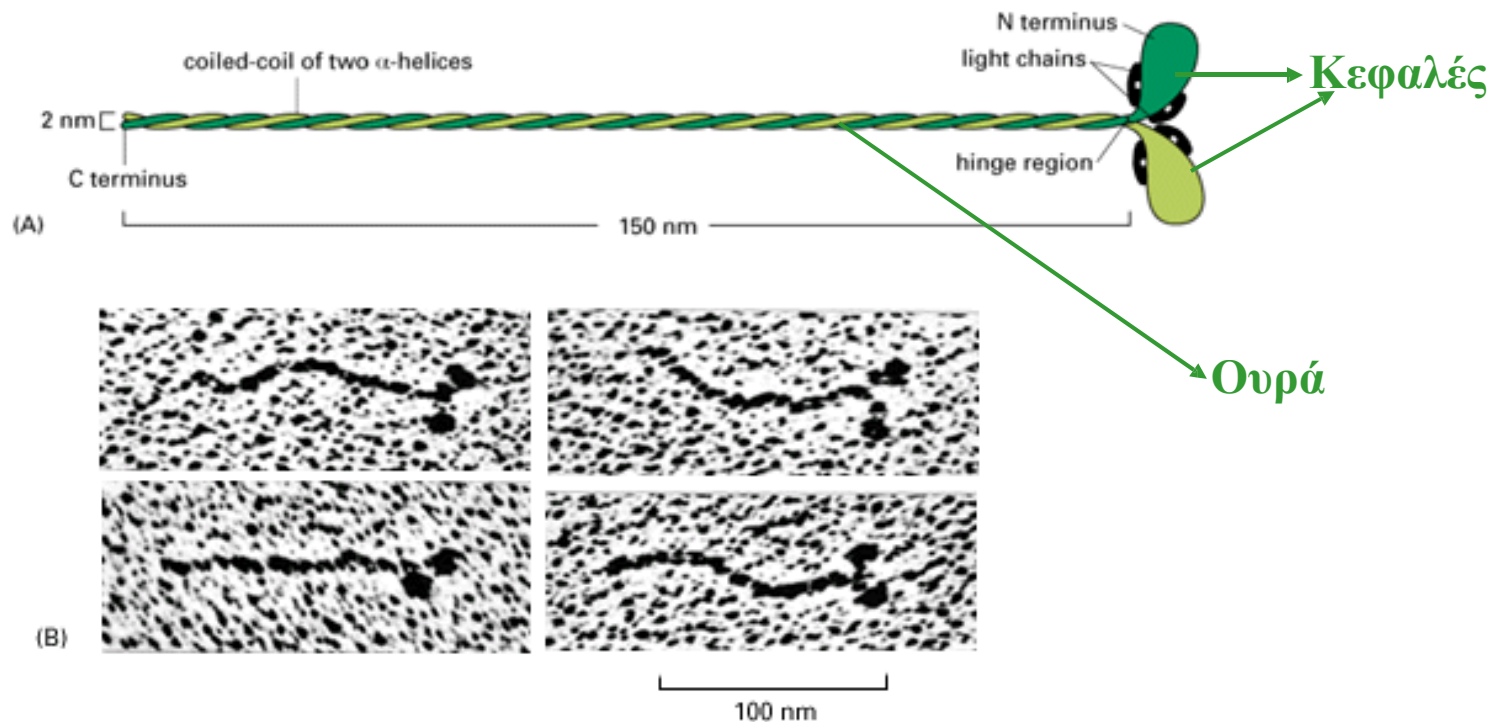 N terminus
light chains
Κεφαλές
coiled-coil of two α-helices
2 nm
hinge region
C terminus
(A)
150 nm
Ουρά
(B)
100 nm